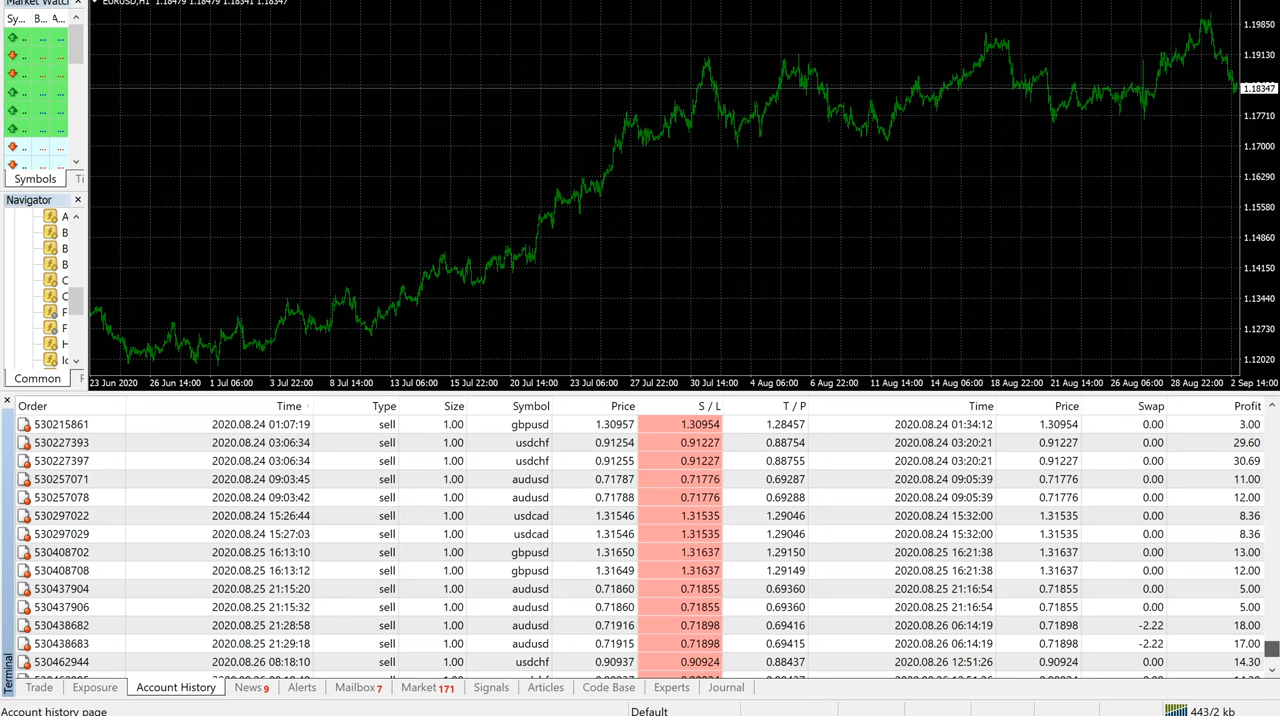 Market Watch
EURUSD,H1 1.18479 1.18479 1.18341 1.18347
Sy... B... A...
Symbols Ti
Navigator
A
B
B
B
C
C
F
F
H
Ic
Common F
1.19850
1.19130
1.18347
1.17710
1.17000
1.16290
1.15580
1.14860
1.14150
1.13440
1.12730
1.12020
23 Jun 2020 26 Jun 14:00 1 Jul 06:00 3 Jul 22:00 8 Jul 14:00 13 Jul 06:00 15 Jul 22:00 20 Jul 14:00 23 Jul 06:00 27 Jul 22:00 30 Jul 14:00 4 Aug 06:00 6 Aug 22:00 11 Aug 14:00 14 Aug 06:00 18 Aug 22:00 21 Aug 14:00 26 Aug 06:00 28 Aug 22:00 2 Sep 14:00
Order Time Type Size Symbol Price S / L T / P Time Price Swap Profit
530215861 2020.08.24 01:07:19 sell 1.00 gbpusd 1.30957 1.30954 1.28457 2020.08.24 01:34:12 1.30954 0.00 3.00
530227393 2020.08.24 03:06:34 sell 1.00 usdchf 0.91254 0.91227 0.88754 2020.08.24 03:20:21 0.91227 0.00 29.60
530227397 2020.08.24 03:06:34 sell 1.00 usdchf 0.91255 0.91227 0.88755 2020.08.24 03:20:21 0.91227 0.00 30.69
530257071 2020.08.24 09:03:45 sell 1.00 audusd 0.71787 0.71776 0.69287 2020.08.24 09:05:39 0.71776 0.00 11.00
530257078 2020.08.24 09:03:42 sell 1.00 audusd 0.71788 0.71776 0.69288 2020.08.24 09:05:39 0.71776 0.00 12.00
530297022 2020.08.24 15:26:44 sell 1.00 usdcad 1.31546 1.31535 1.29046 2020.08.24 15:32:00 1.31535 0.00 8.36
530297029 2020.08.24 15:27:03 sell 1.00 usdcad 1.31546 1.31535 1.29046 2020.08.24 15:32:00 1.31535 0.00 8.36
530408702 2020.08.25 16:13:10 sell 1.00 gbpusd 1.31650 1.31637 1.29150 2020.08.25 16:21:38 1.31637 0.00 13.00
530408708 2020.08.25 16:13:12 sell 1.00 gbpusd 1.31649 1.31637 1.29149 2020.08.25 16:21:38 1.31637 0.00 12.00
530437904 2020.08.25 21:15:20 sell 1.00 audusd 0.71860 0.71855 0.69360 2020.08.25 21:16:54 0.71855 0.00 5.00
530437906 2020.08.25 21:15:32 sell 1.00 audusd 0.71860 0.71855 0.69360 2020.08.25 21:16:54 0.71855 0.00 5.00
530438682 2020.08.25 21:28:58 sell 1.00 audusd 0.71916 0.71898 0.69416 2020.08.26 06:14:19 0.71898 -2.22 18.00
530438683 2020.08.25 21:29:18 sell 1.00 audusd 0.71915 0.71898 0.69415 2020.08.26 06:14:19 0.71898 -2.22 17.00
530462944 2020.08.26 08:18:10 sell 1.00 usdchf 0.90937 0.90924 0.88437 2020.08.26 12:51:26 0.90924 0.00 14.30
Terminal
Trade Exposure Account History News 9 Alerts Mailbox 7 Market 171 Signals Articles Code Base Experts Journal
Account history page Default 443/2 kb